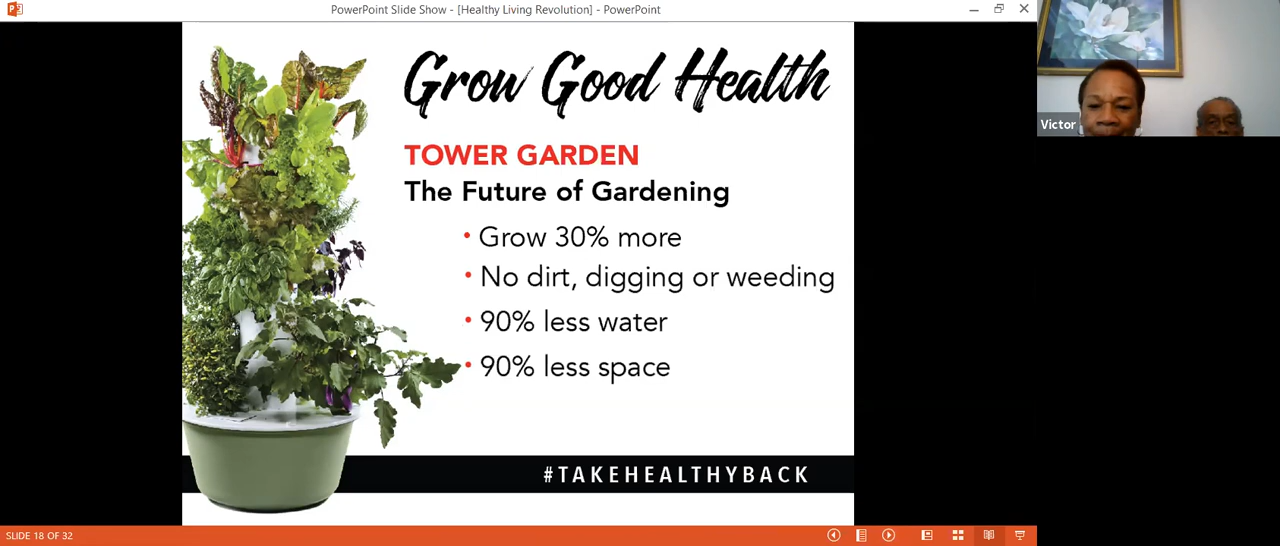 PowerPoint Slide Show - [Healthy Living Revolution] - PowerPoint
Grow Good Health
TOWER GARDEN
The Future of Gardening
• Grow 30% more
• No dirt, digging or weeding
• 90% less water
• 90% less space
#TAKEHEALTHYBACK
Victor
SLIDE 18 OF 32